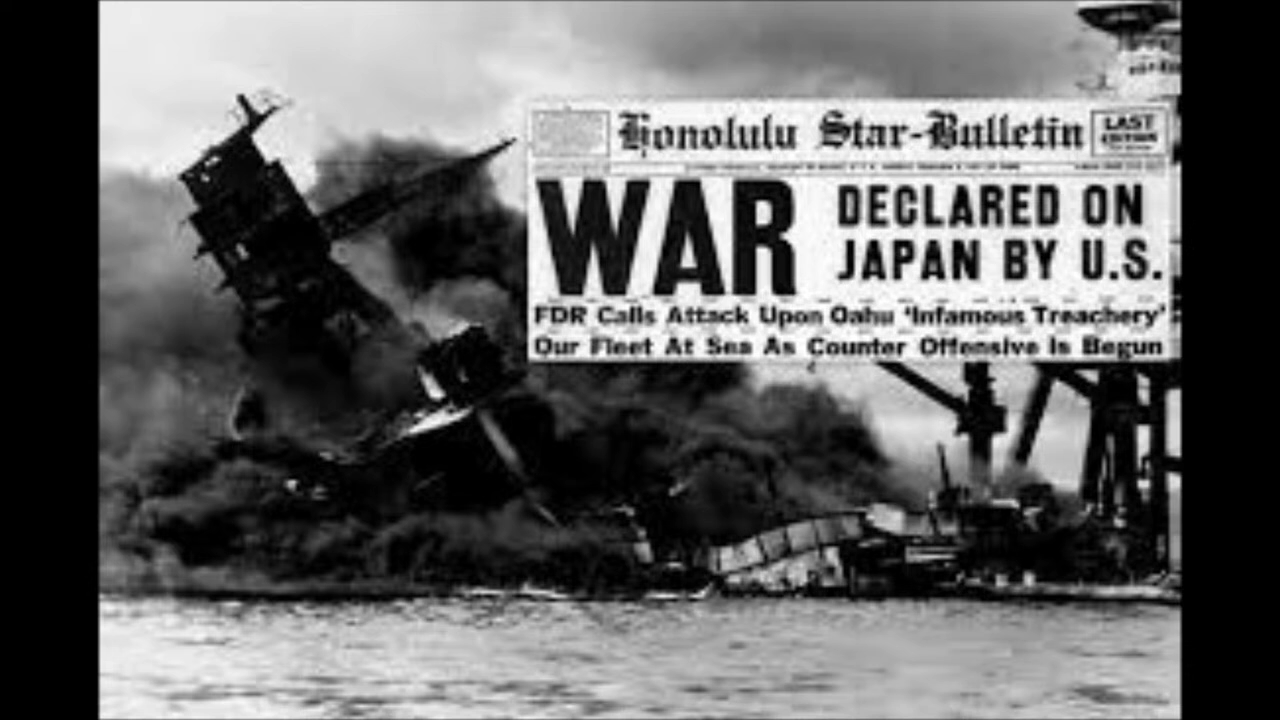 Honolulu Star-Bulletin
LAST
EDITION
WAR
DECLARED ON
JAPAN BY U.S.
FDR Calls Attack Upon Oahu 'Infamous Treachery'
Our Fleet At Sea As Counter Offensive Is Begun